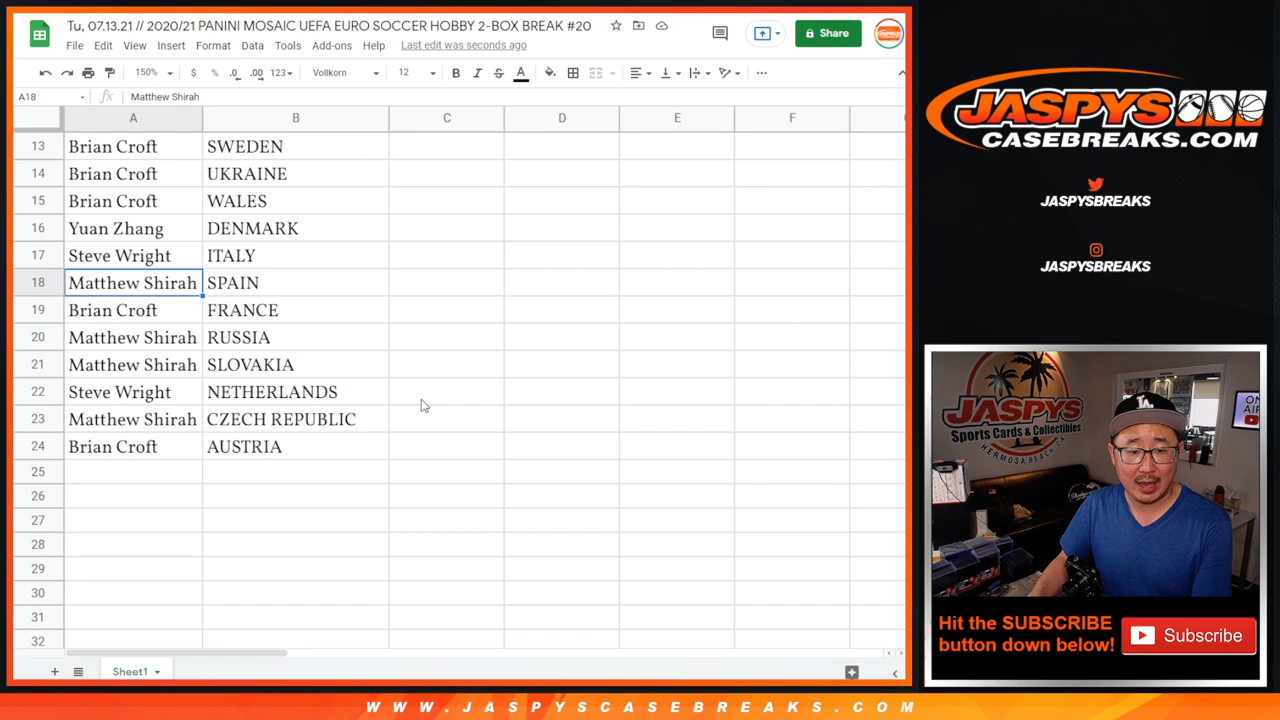 Tu, 07.13.21 // 2020/21 PANINI MOSAIC UEFA EURO SOCCER HOBBY 2-BOX BREAK #20
Share
File Edit View Insert Format Data Tools Add-ons Help Last edit was seconds ago
150% $ % .0 .00 123 Vollkorn 12 B I S A
A18 fx Matthew Shirah
A B C D E F
13 Brian Croft SWEDEN
14 Brian Croft UKRAINE
15 Brian Croft WALES
16 Yuan Zhang DENMARK
17 Steve Wright ITALY
18 Matthew Shirah SPAIN
19 Brian Croft FRANCE
20 Matthew Shirah RUSSIA
21 Matthew Shirah SLOVAKIA
22 Steve Wright NETHERLANDS
23 Matthew Shirah CZECH REPUBLIC
24 Brian Croft AUSTRIA
25
26
27
28
29
30
31
32
Sheet1
JASPYS
CASEBREAKS.COM
JASPYSBREAKS
JASPYSBREAKS
JASPYS
Sports Cards & Collectibles
HERMOSA BEACH
ON
AIR
LA
Hit the SUBSCRIBE
button down below!
Subscribe
WWW.JASPYSCASEBREAKS.COM